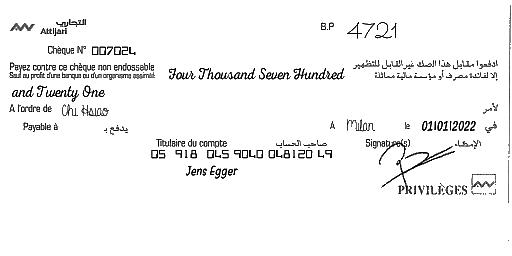 التجاري
Attijari
B.P 4721
Chèque N° 007024
Payez contre ce chèque non endossable
ادفعوا مقابل هذا الصك غير القابل للتظهير
Sauf au profit d'une banque ou d'un organisme assimilé
إلا لفائدة مصرف أو مؤسسة مالية مماثلة
Four Thousand Seven Hundred
and Twenty One
A l'ordre de Chi Hsiao
لأمر
Payable à يدفع بـ
A Milan le 01/01/2022 في
Titulaire du compte صاحب الحساب
Signature(s) الإمضاء
05 918 045 9040 048120 49
Jens Egger
PRIVILÈGES